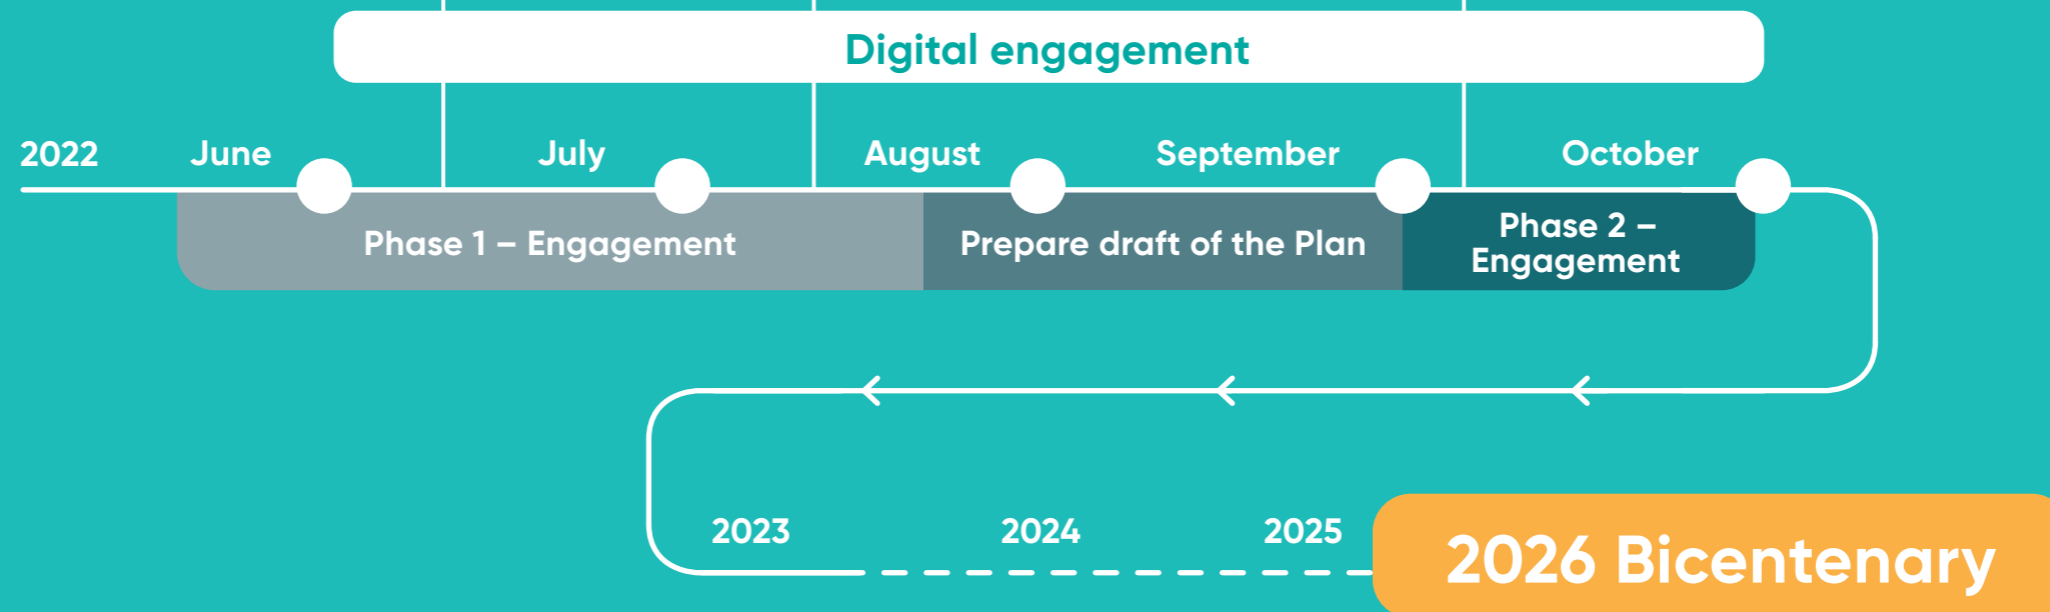 Digital engagement
2022 June July August September October
Phase 1 – Engagement
Prepare draft of the Plan
Phase 2 –
Engagement
2023 2024 2025
2026 Bicentenary